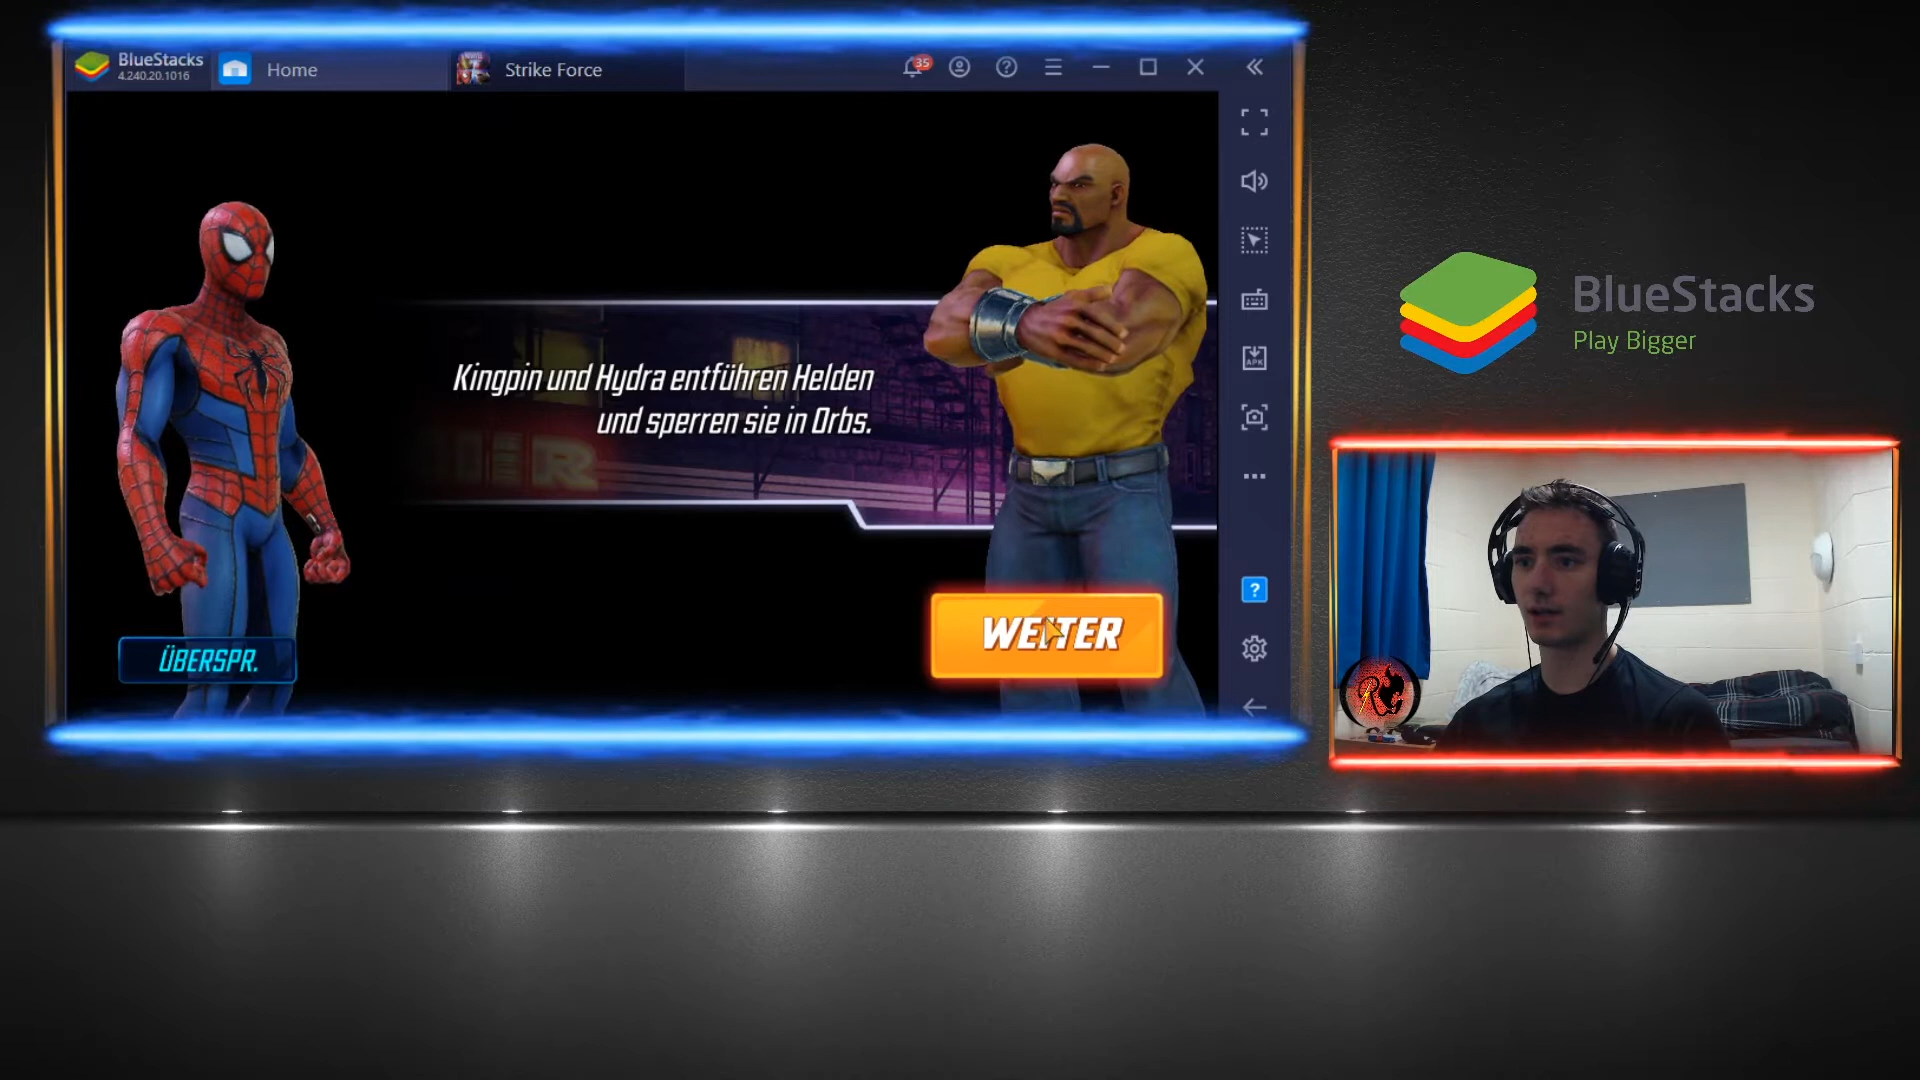 BlueStacks
4.240.20.1016
Home
Strike Force
35
Kingpin und Hydra entführen Helden
und sperren sie in Orbs.
ÜBERSPR.
WEITER
APK
BlueStacks
Play Bigger